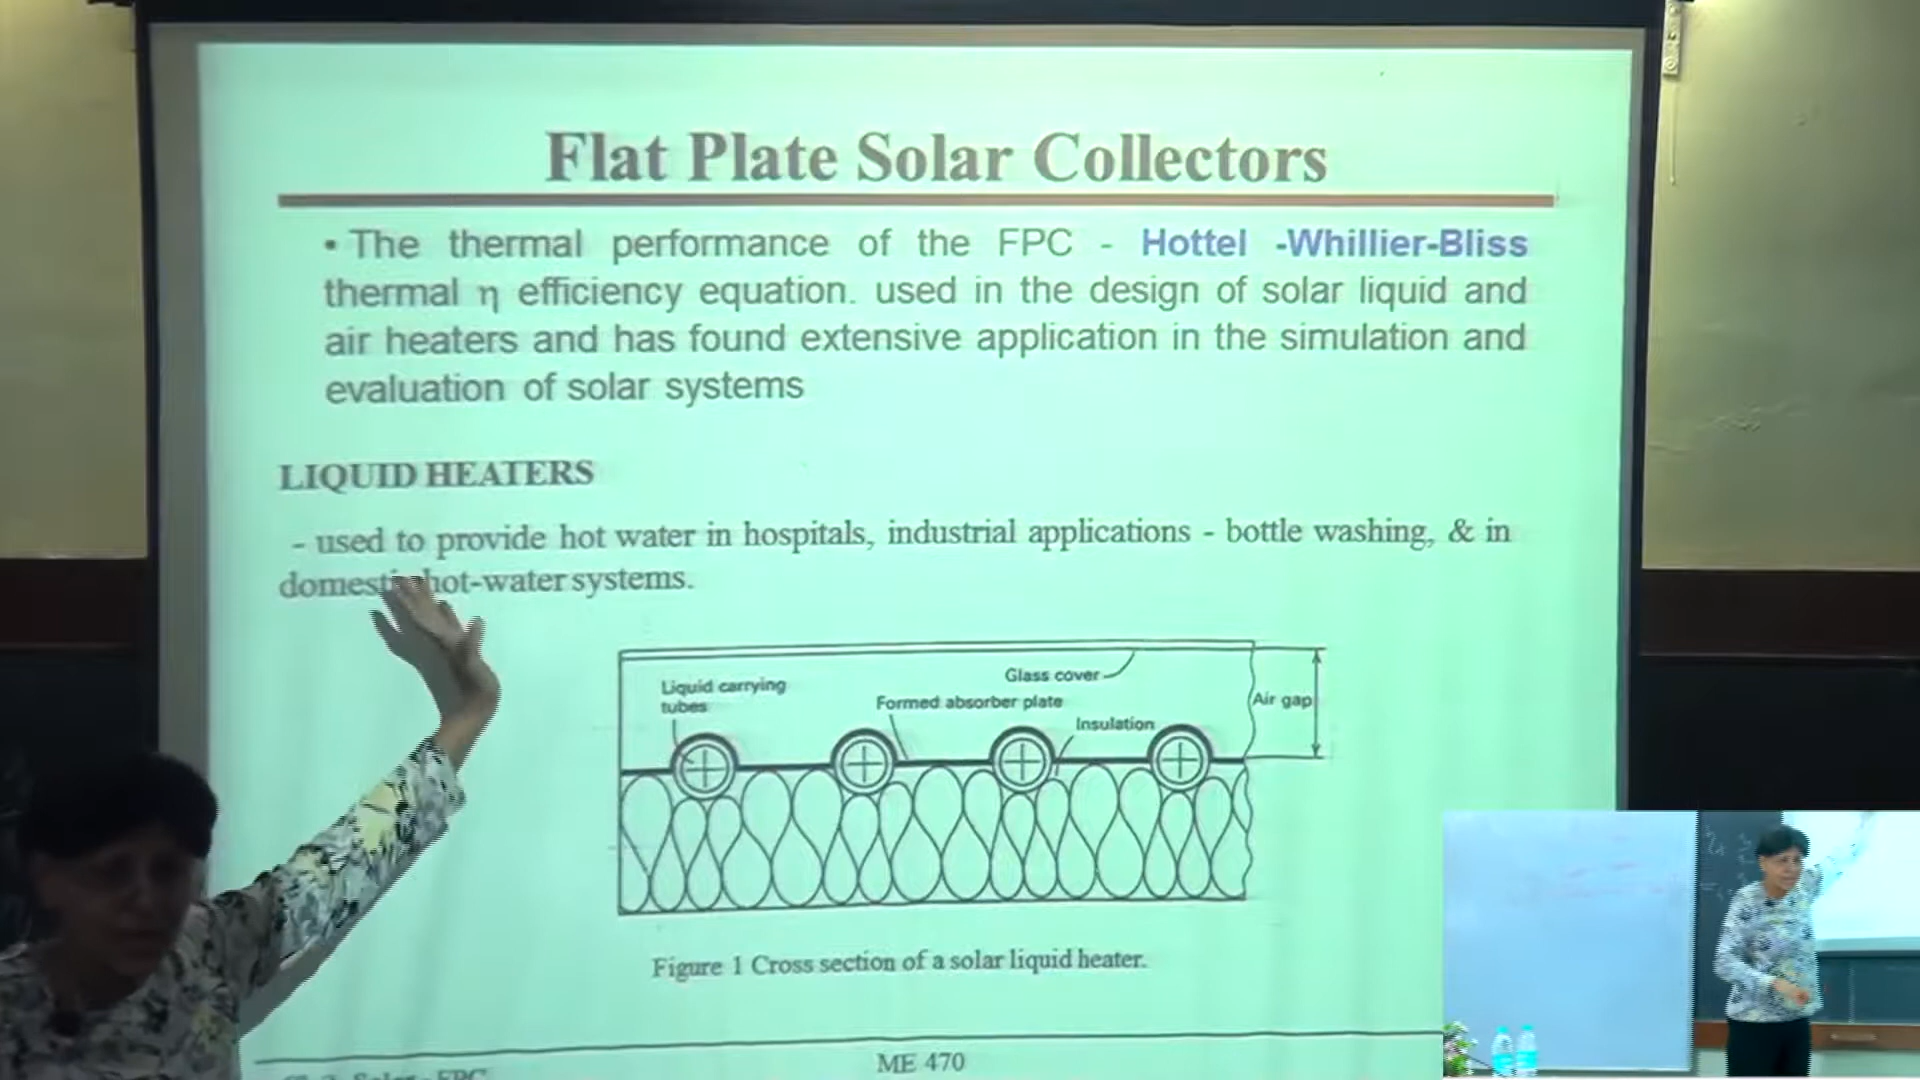 Flat Plate Solar Collectors
• The thermal performance of the FPC - Hottel -Whillier-Bliss
thermal η efficiency equation. used in the design of solar liquid and
air heaters and has found extensive application in the simulation and
evaluation of solar systems
LIQUID HEATERS
- used to provide hot water in hospitals, industrial applications - bottle washing, & in
domestic hot-water systems.
Glass cover
Liquid carrying
tubes
Formed absorber plate
Air gap
Insulation
Figure 1 Cross section of a solar liquid heater.
ME 470
Solar - FPC